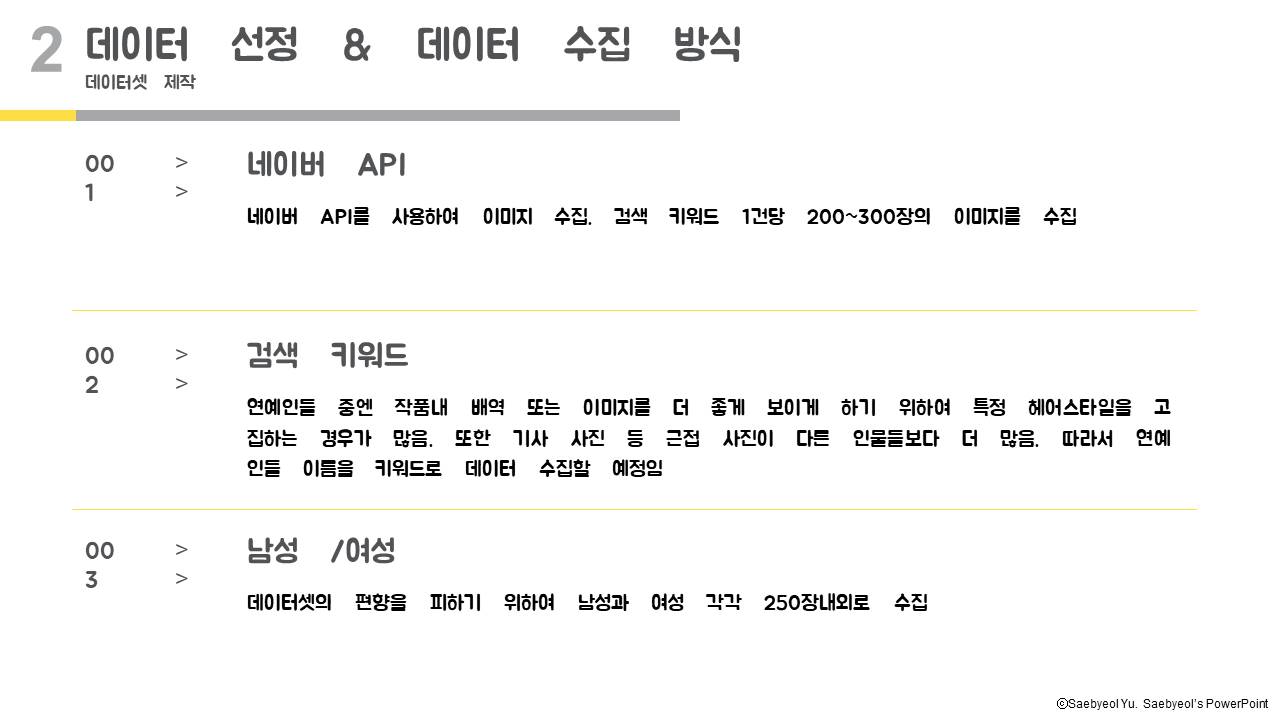 2
데이터 선정 & 데이터 수집 방식
데이터셋 제작
00
1
>
>
네이버 API
네이버 API를 사용하여 이미지 수집. 검색 키워드 1건당 200~300장의 이미지를 수집
00
2
>
>
검색 키워드
연예인들 중엔 작품내 배역 또는 이미지를 더 좋게 보이게 하기 위하여 특정 헤어스타일을 고
집하는 경우가 많음. 또한 기사 사진 등 근접 사진이 다른 인물들보다 더 많음. 따라서 연예
인들 이름을 키워드로 데이터 수집할 예정임
00
3
>
>
남성 /여성
데이터셋의 편향을 피하기 위하여 남성과 여성 각각 250장내외로 수집
ⓒSaebyeol Yu. Saebyeol's PowerPoint